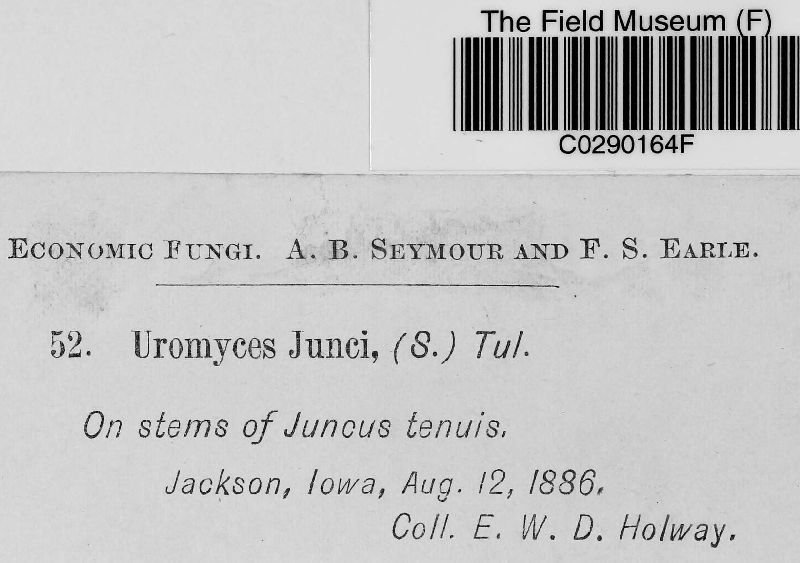 The Field Museum (F)
C0290164F
ECONOMIC FUNGI. A. B. SEYMOUR AND F. S. EARLE.
52. Uromyces Junci, (S.) Tul.
On stems of Juncus tenuis.
Jackson, Iowa, Aug. 12, 1886.
Coll. E. W. D. Holway.